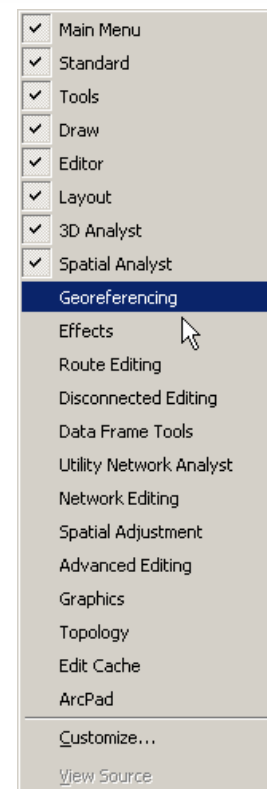 Main Menu
Standard
Tools
Draw
Editor
Layout
3D Analyst
Spatial Analyst
Georeferencing
Effects
Route Editing
Disconnected Editing
Data Frame Tools
Utility Network Analyst
Network Editing
Spatial Adjustment
Advanced Editing
Graphics
Topology
Edit Cache
ArcPad
Customize...
View Source